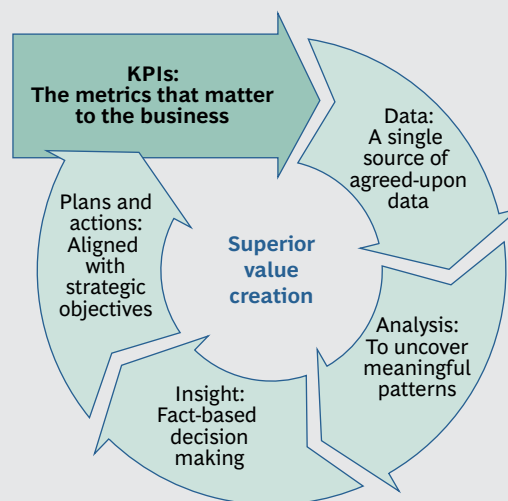 KPIs:
The metrics that matter
to the business
Data:
A single
source of
agreed-upon
data
Analysis:
To uncover
meaningful
patterns
Insight:
Fact-based
decision
making
Plans and
actions:
Aligned
with
strategic
objectives
Superior
value
creation